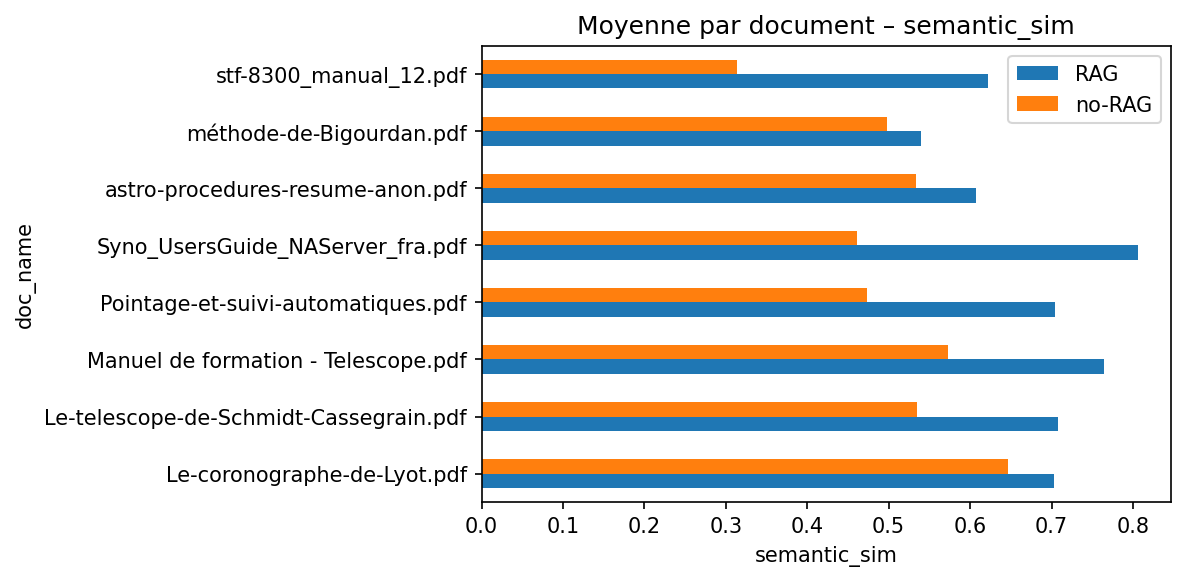 Moyenne par document – semantic_sim
RAG
no-RAG
doc_name
stf-8300_manual_12.pdf
méthode-de-Bigourdan.pdf
astro-procedures-resume-anon.pdf
Syno_UsersGuide_NAServer_fra.pdf
Pointage-et-suivi-automatiques.pdf
Manuel de formation - Telescope.pdf
Le-telescope-de-Schmidt-Cassegrain.pdf
Le-coronographe-de-Lyot.pdf
0.0 0.1 0.2 0.3 0.4 0.5 0.6 0.7 0.8
semantic_sim